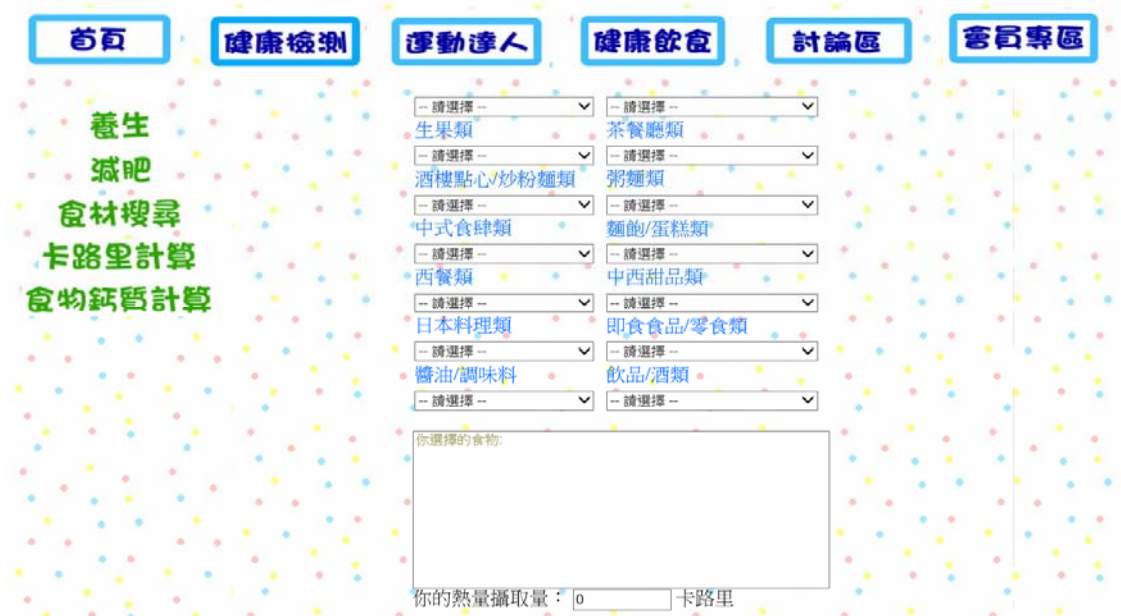 首頁 健康檢測 運動達人 健康飲食 討論區 會員專區
養生
減肥
食材搜尋
卡路里計算
食物鈣質計算
-- 請選擇 -- -- 請選擇 --
生果類 茶餐廳類
-- 請選擇 -- -- 請選擇 --
酒樓點心/炒粉麵類 粥麵類
-- 請選擇 -- -- 請選擇 --
中式食肆類 麵飽/蛋糕類
-- 請選擇 -- -- 請選擇 --
西餐類 中西甜品類
-- 請選擇 -- -- 請選擇 --
日本料理類 即食食品/零食類
-- 請選擇 -- -- 請選擇 --
醬油/調味料 飲品/酒類
-- 請選擇 -- -- 請選擇 --
你選擇的食物:
你的熱量攝取量： 0 卡路里